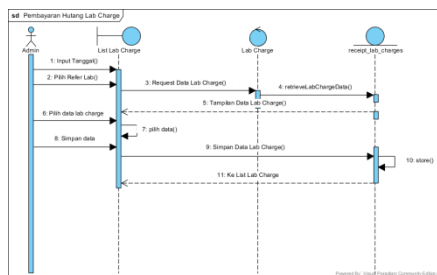 sd Pembayaran Hutang Lab Charge
Admin
List Lab Charge
Lab Charge
receipt_lab_charges
1: Input Tanggal()
2: Pilih Refer Lab()
3: Request Data Lab Charge()
4: retrieveLabChargeData()
5: Tampilan Data Lab Charge()
6: Pilih data lab charge
7: pilih data()
8: Simpan data
9: Simpan Data Lab Charge()
10: store()
11: Ke List Lab Charge
Powered By Visual Paradigm Community Edition